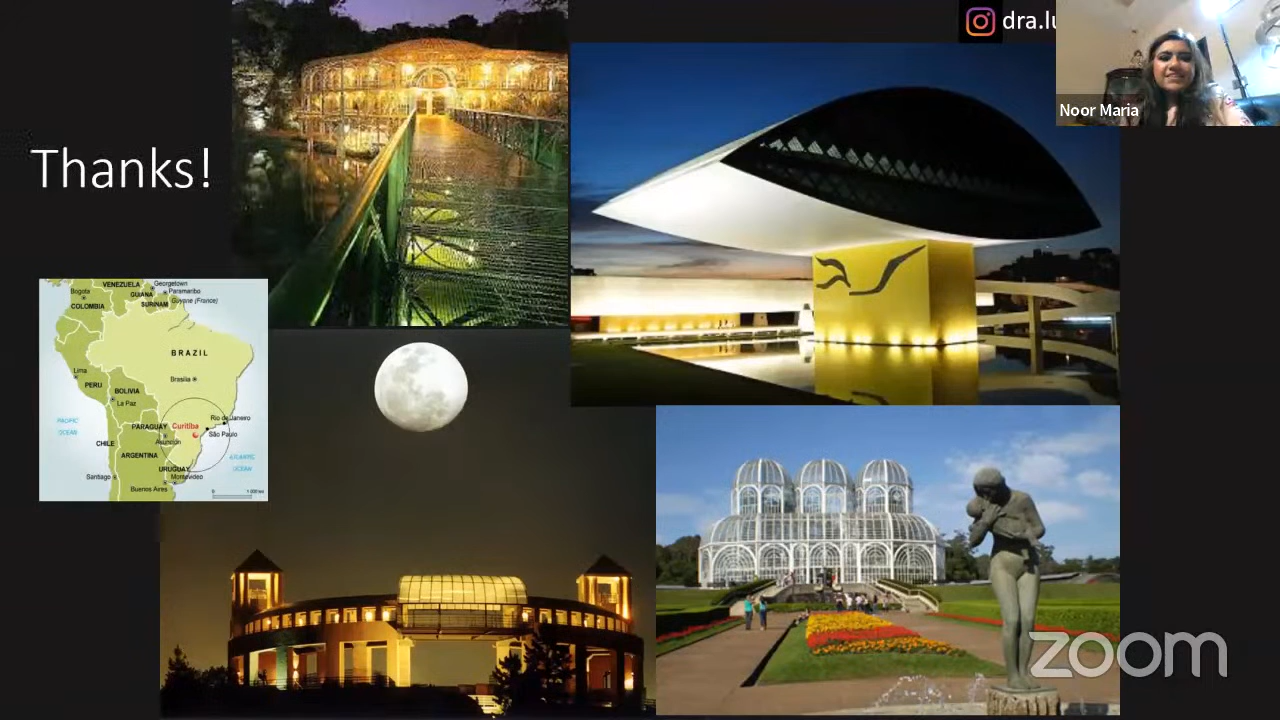 dra.lu
Noor Maria
Thanks!
VENEZUELA
Georgetown
Bogota
GUIANA
Paramaribo
COLOMBIA
SURINAM
Guyane (France)
BRAZIL
Lima
Brasilia
PERU
BOLIVIA
La Paz
PACIFIC
OCEAN
PARAGUAY
Curitiba
Rio de Janeiro
São Paulo
Asunción
CHILE
ARGENTINA
ATLANTIC
OCEAN
URUGUAY
Santiago
Montevideo
Buenos Aires
zoom